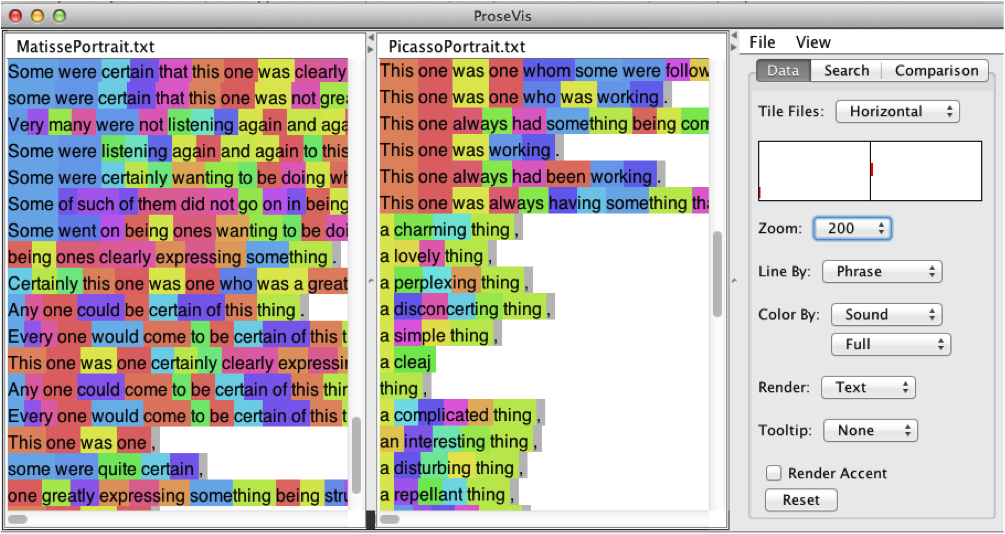 ProseVis
MatissePortrait.txt
Some were certain that this one was clearly
some were certain that this one was not grea
Very many were not listening again and aga
Some were listening again and again to this
Some were certainly wanting to be doing wh
Some of such of them did not go on in being
Some went on being ones wanting to be doi
being ones clearly expressing something .
Certainly this one was one who was a great
Any one could be certain of this thing .
Every one would come to be certain of this t
This one was one certainly clearly expressin
Any one could come to be certain of this thin
Every one would come to be certain of this t
This one was one ,
some were quite certain ,
one greatly expressing something being stru
PicassoPortrait.txt
This one was one whom some were follow
This one was one who was working .
This one always had something being com
This one was working .
This one always had been working .
This one was always having something tha
a charming thing ,
a lovely thing ,
a perplexing thing ,
a disconcerting thing ,
a simple thing ,
a cleaj
thing ,
a complicated thing ,
an interesting thing ,
a disturbing thing ,
a repellant thing ,
File View
Data Search Comparison
Tile Files: Horizontal
Zoom: 200
Line By: Phrase
Color By: Sound
Full
Render: Text
Tooltip: None
Render Accent
Reset